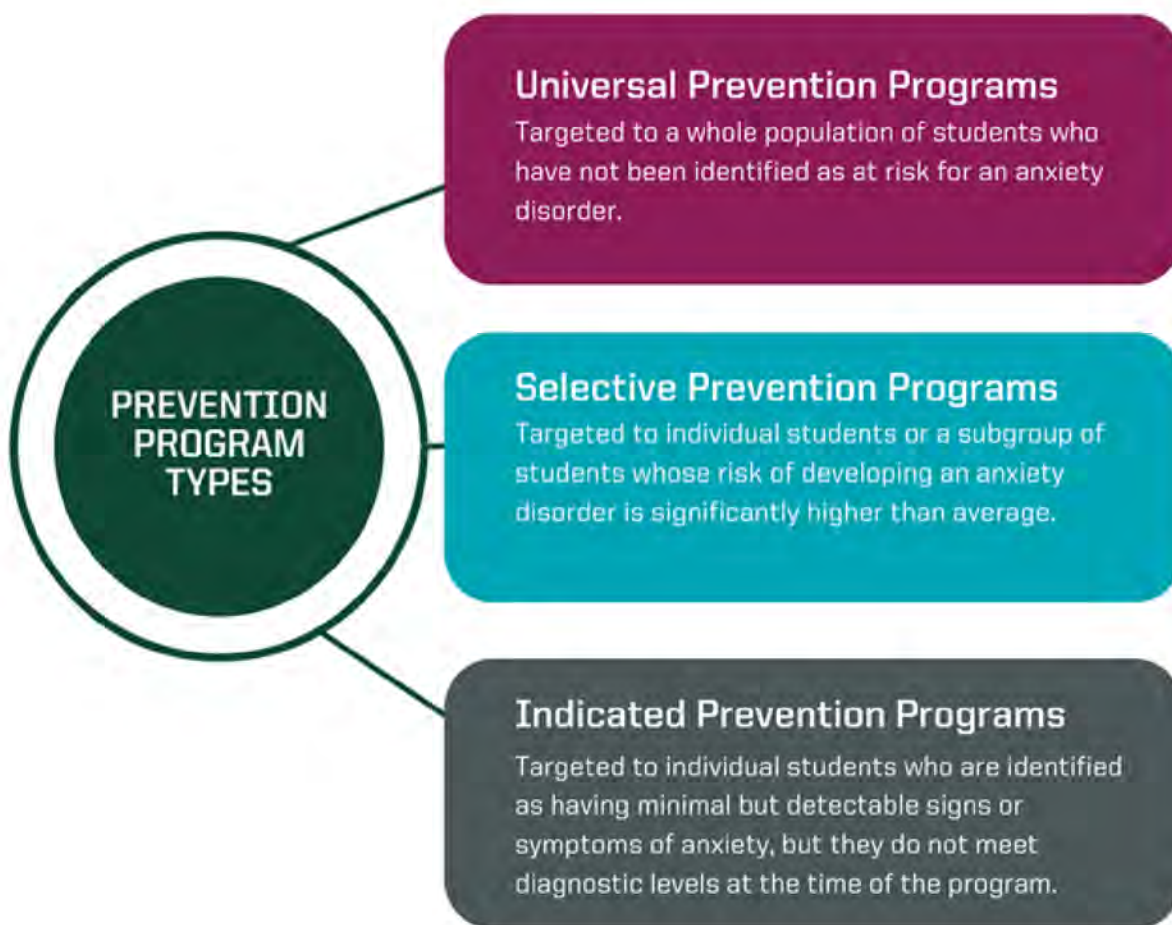 PREVENTION
PROGRAM
TYPES
Universal Prevention Programs
Targeted to a whole population of students who
have not been identified as at risk for an anxiety
disorder.
Selective Prevention Programs
Targeted to individual students or a subgroup of
students whose risk of developing an anxiety
disorder is significantly higher than average.
Indicated Prevention Programs
Targeted to individual students who are identified
as having minimal but detectable signs or
symptoms of anxiety, but they do not meet
diagnostic levels at the time of the program.